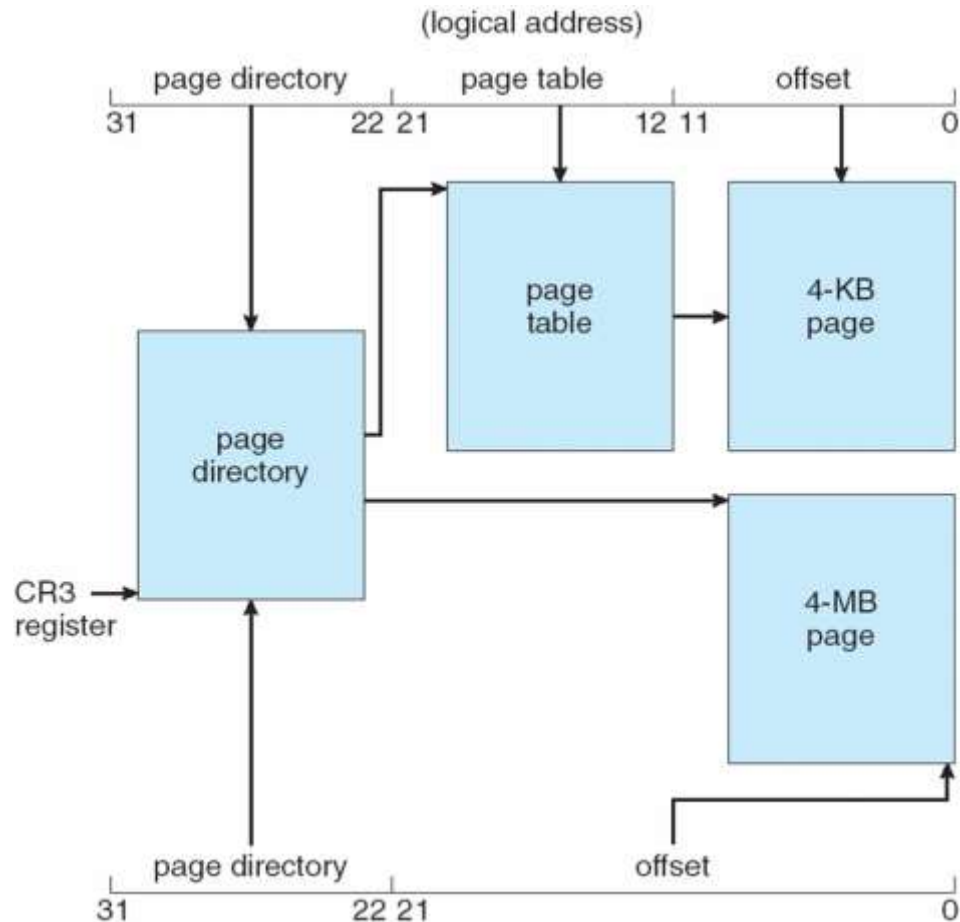 (logical address)
page directory page table offset
31 22 21 12 11 0
page
table
4-KB
page
page
directory
CR3
register
4-MB
page
page directory offset
31 22 21 0